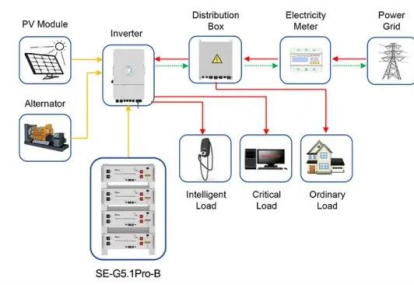 PV Module
Inverter
Distribution
Box
Electricity
Meter
Power
Grid
Alternator
Intelligent
Load
Critical
Load
Ordinary
Load
SE-G5.1Pro-B